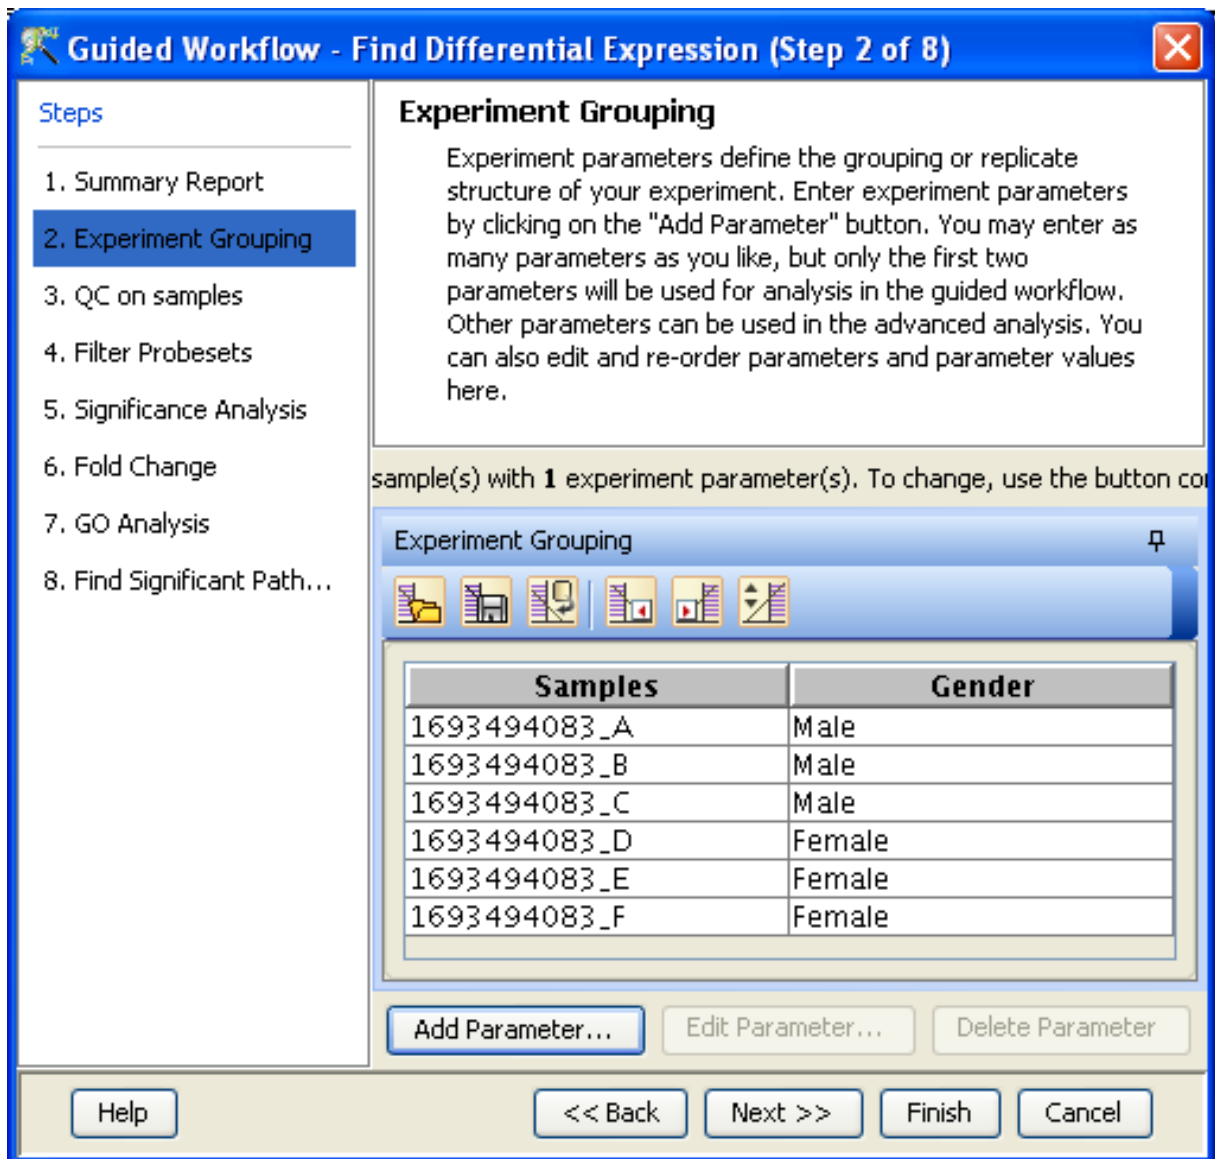 Guided Workflow - Find Differential Expression (Step 2 of 8)
Steps
1. Summary Report
2. Experiment Grouping
3. QC on samples
4. Filter Probesets
5. Significance Analysis
6. Fold Change
7. GO Analysis
8. Find Significant Path...
Experiment Grouping
Experiment parameters define the grouping or replicate
structure of your experiment. Enter experiment parameters
by clicking on the "Add Parameter" button. You may enter as
many parameters as you like, but only the first two
parameters will be used for analysis in the guided workflow.
Other parameters can be used in the advanced analysis. You
can also edit and re-order parameters and parameter values
here.
sample(s) with 1 experiment parameter(s). To change, use the button
Experiment Grouping
Samples Gender
1693494083_A Male
1693494083_B Male
1693494083_C Male
1693494083_D Female
1693494083_E Female
1693494083_F Female
Add Parameter... Edit Parameter... Delete Parameter
Help << Back Next >> Finish Cancel